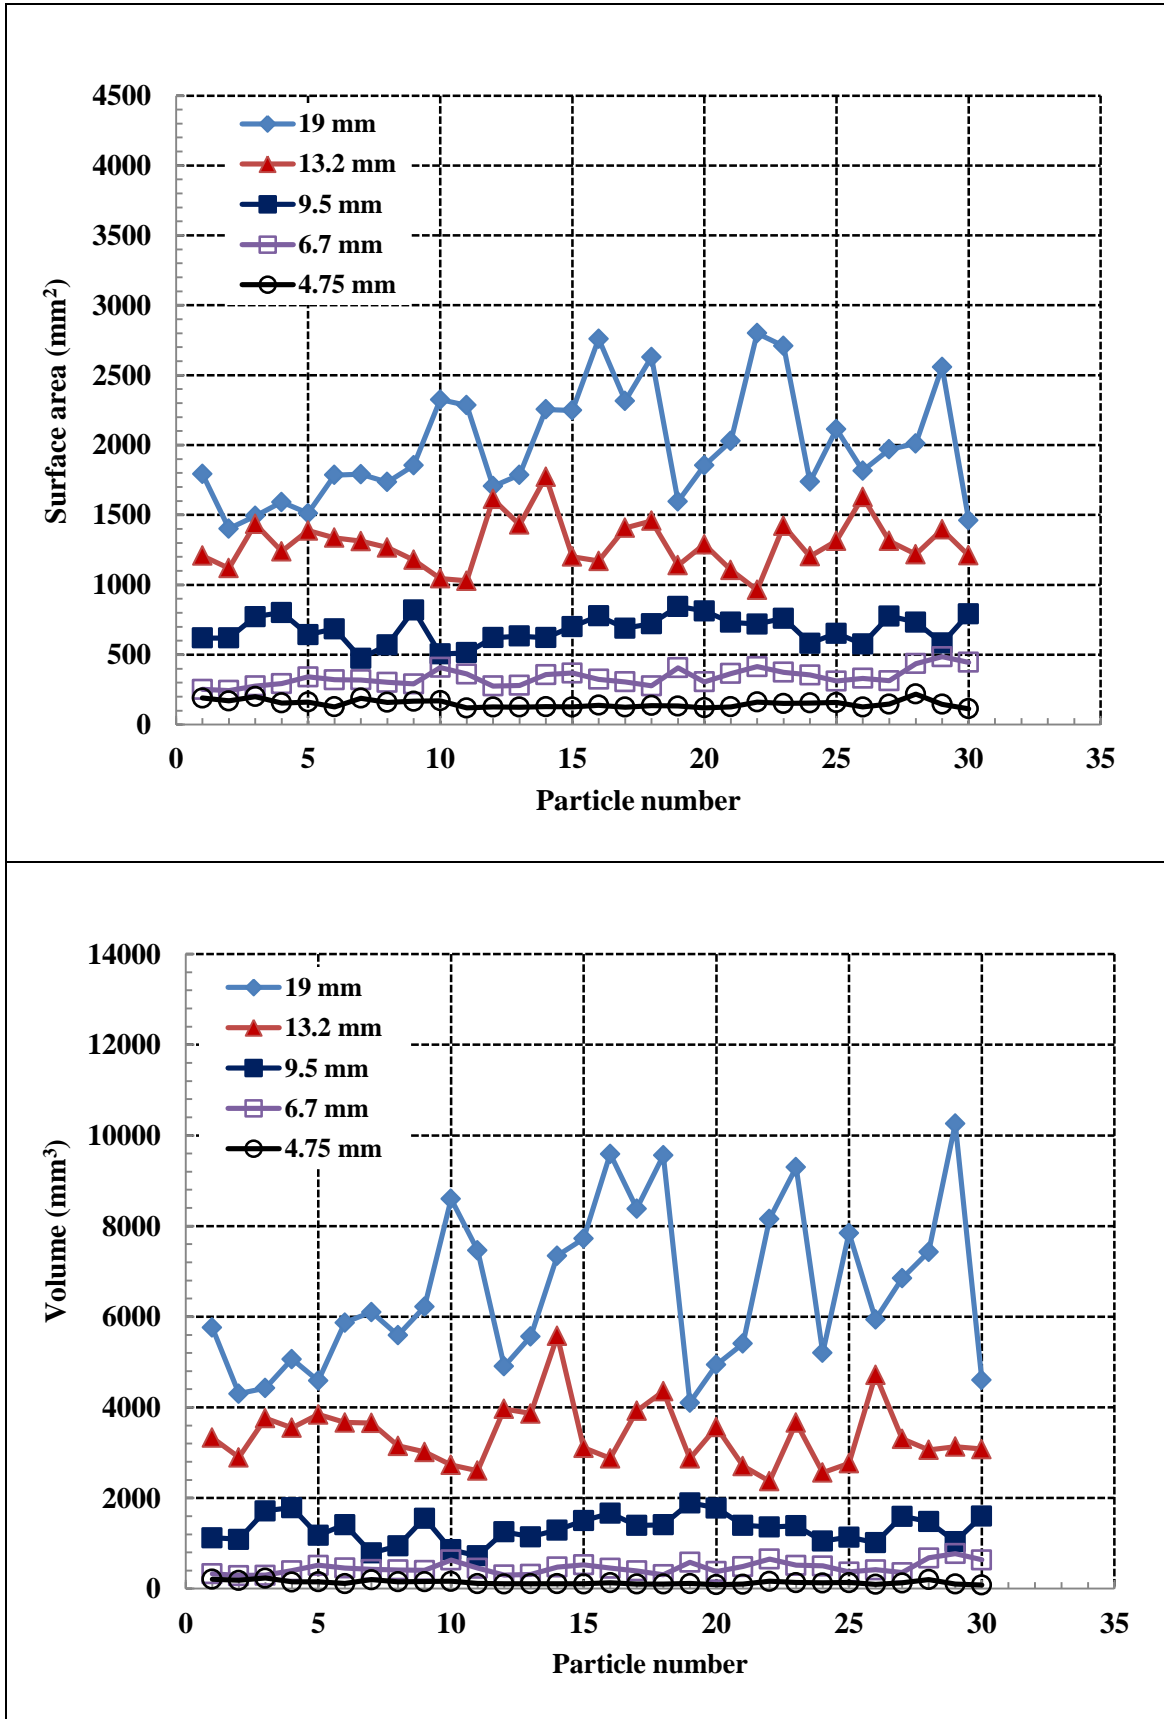 4500
4000
3500
3000
2500
2000
1500
1000
500
0
19 mm
13.2 mm
9.5 mm
6.7 mm
4.75 mm
Surface area (mm²)
0 5 10 15 20 25 30 35
Particle number
14000
12000
10000
8000
6000
4000
2000
0
19 mm
13.2 mm
9.5 mm
6.7 mm
4.75 mm
Volume (mm³)
0 5 10 15 20 25 30 35
Particle number